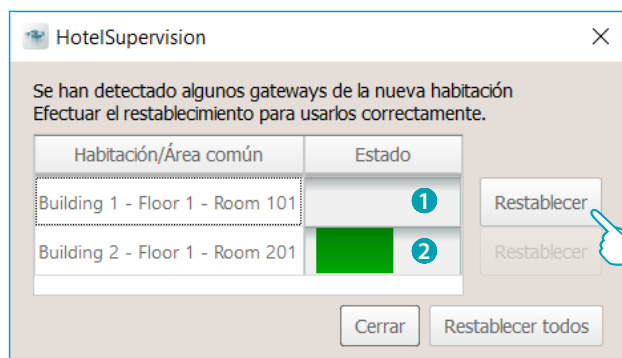 HotelSupervision
Se han detectado algunos gateways de la nueva habitación
Efectuar el restablecimiento para usarlos correctamente.
Habitación/Área común Estado
Building 1 - Floor 1 - Room 101 1 Restablecer
Building 2 - Floor 1 - Room 201 2 Restablecer
Cerrar Restablecer todos